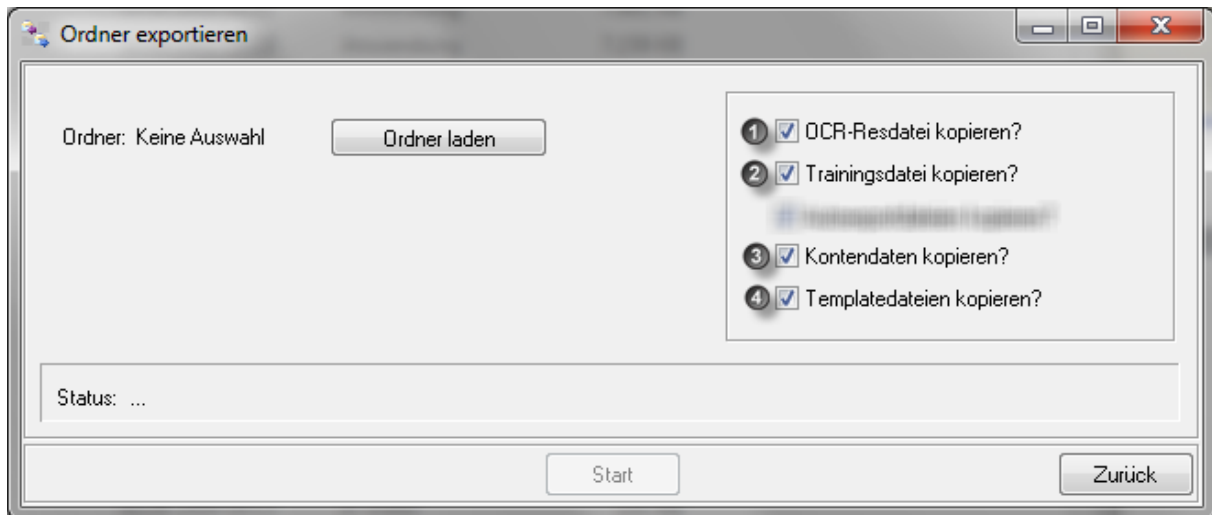 Ordner exportieren
Ordner: Keine Auswahl
Ordner laden
1 OCR-Resdatei kopieren?
2 Trainingsdatei kopieren?
3 Kontendaten kopieren?
4 Templatedateien kopieren?
Status: ...
Start
Zurück